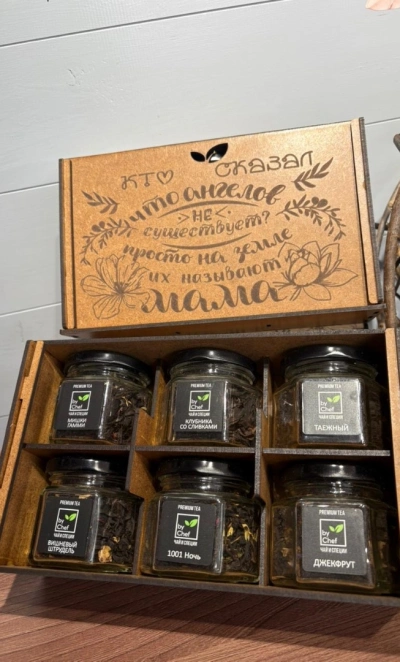 КТО СКАЗАЛ
что ангелов
>НЕ<
существует?
просто на земле
их называют
мама
PREMIUM TEA
by
Chef
ЧАЙ И СПЕЦИИ
МИШКИ
ГАММИ
PREMIUM TEA
by
Chef
ЧАЙ И СПЕЦИИ
КЛУБНИКА
СО СЛИВКАМИ
PREMIUM TEA
by
Chef
ЧАЙ И СПЕЦИИ
ТАЕЖНЫЙ
PREMIUM TEA
by
Chef
ЧАЙ И СПЕЦИИ
ВИШНЕВЫЙ
ШТРУДЕЛЬ
PREMIUM TEA
by
Chef
ЧАЙ И СПЕЦИИ
1001 Ночь
PREMIUM TEA
by
Chef
ЧАЙ И СПЕЦИИ
ДЖЕКФРУТ